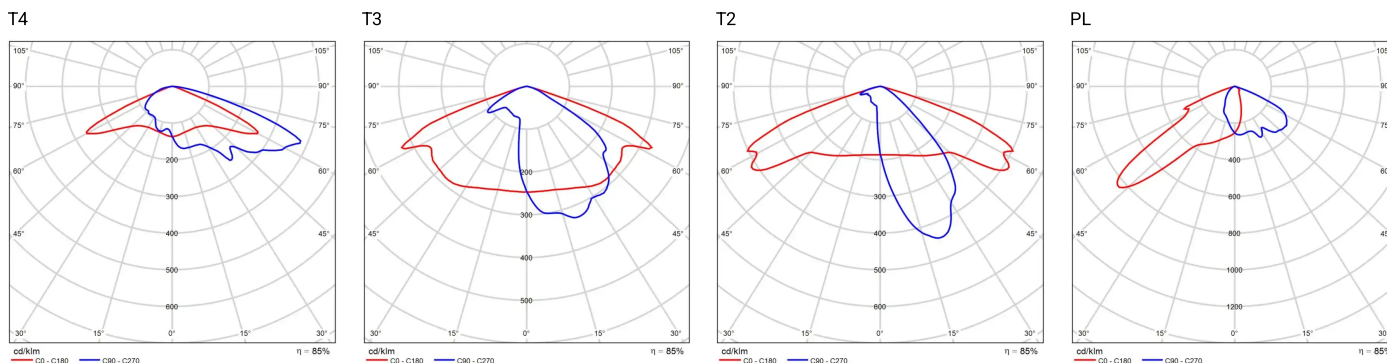 T4 T3 T2 PL
105° 105° 105° 105° 105° 105° 105° 105°
90° 90° 90° 90° 90° 90° 90° 90°
75° 75° 75° 75° 75° 75° 75° 75°
200 200 400
60° 60° 60° 60° 60° 60° 60° 60°
300 300 300 600
45° 45° 45° 45° 45° 45° 45° 45°
400 400 400 800
500 500 500 1000
600 600 1200
30° 15° 0° 15° 30° 30° 15° 0° 15° 30° 30° 15° 0° 15° 30° 30° 15° 0° 15° 30°
cd/klm η = 85% cd/klm η = 85% cd/klm η = 85% cd/klm η = 85%
C0 - C180 C90 - C270 C0 - C180 C90 - C270 C0 - C180 C90 - C270 C0 - C180 C90 - C270